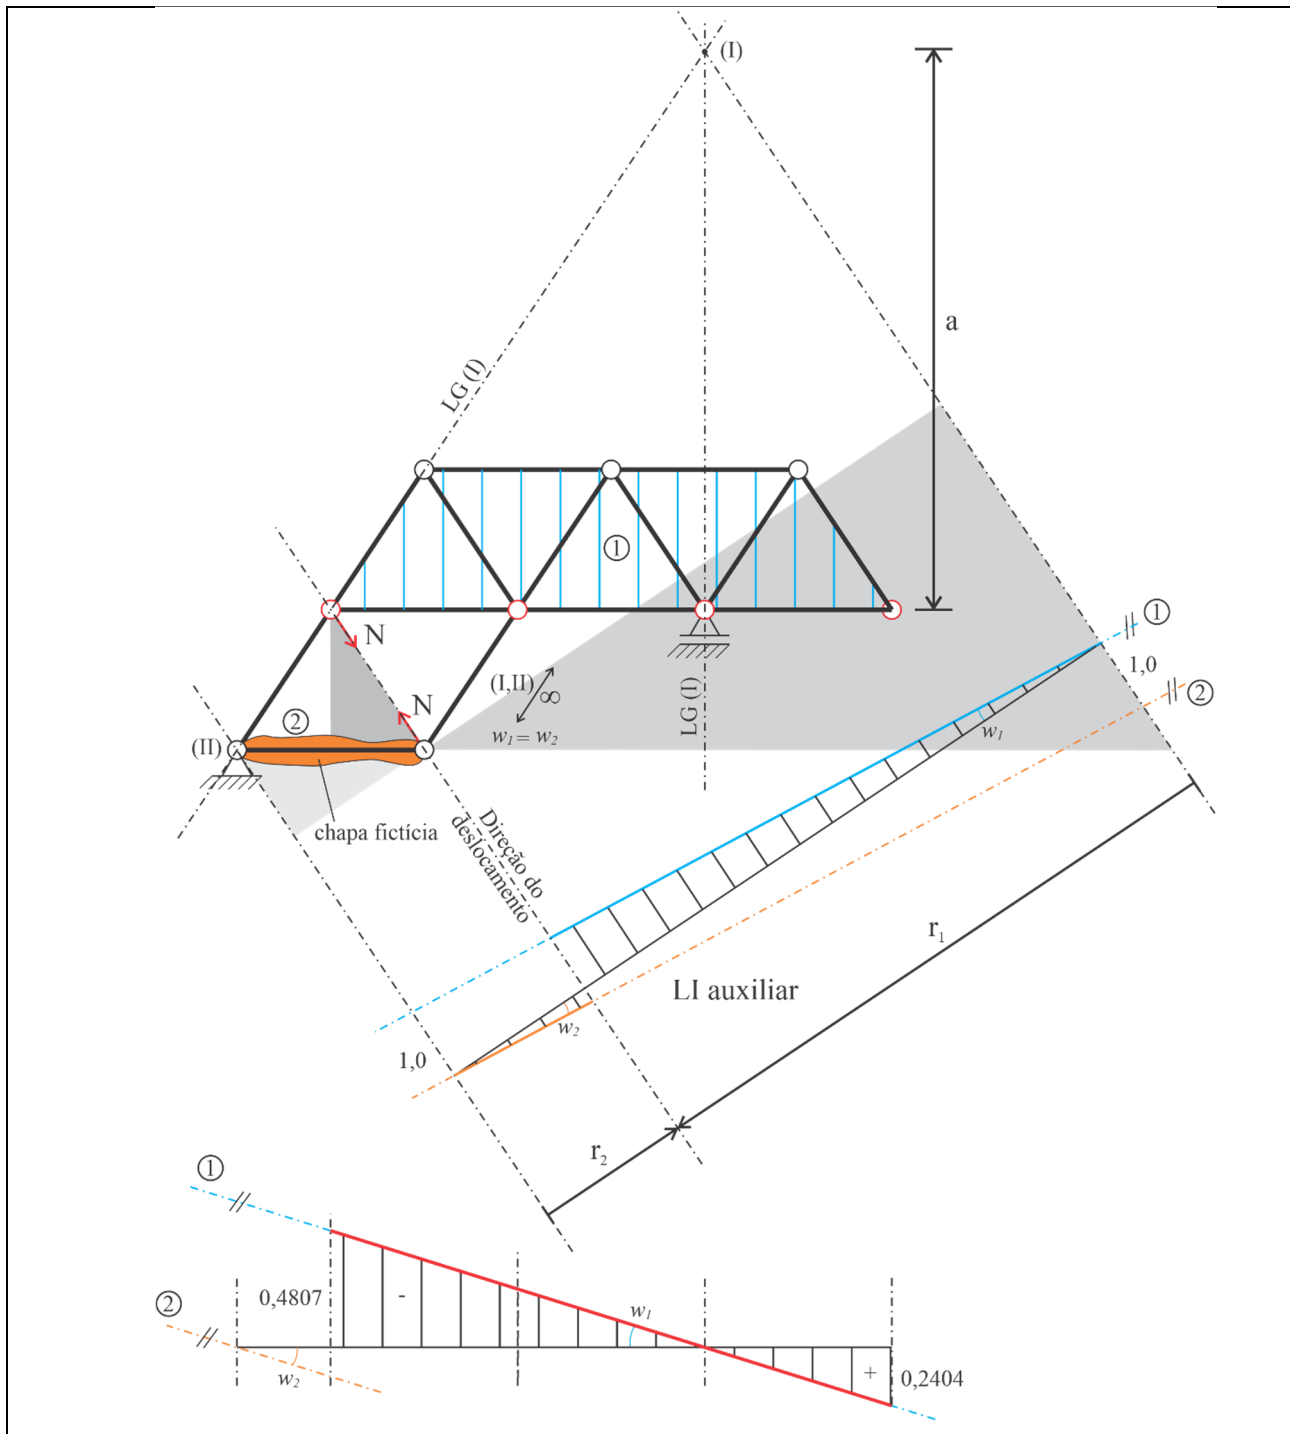 (I)
a
LG (I)
①
N
N
(I,II)
∞
w₁ = w₂
LG (I)
②
(II)
chapa fictícia
Direção do
deslocamento
①
1,0
②
w₁
r₁
LI auxiliar
w₂
1,0
r₂
①
②
0,4807
-
w₁
w₂
+
0,2404